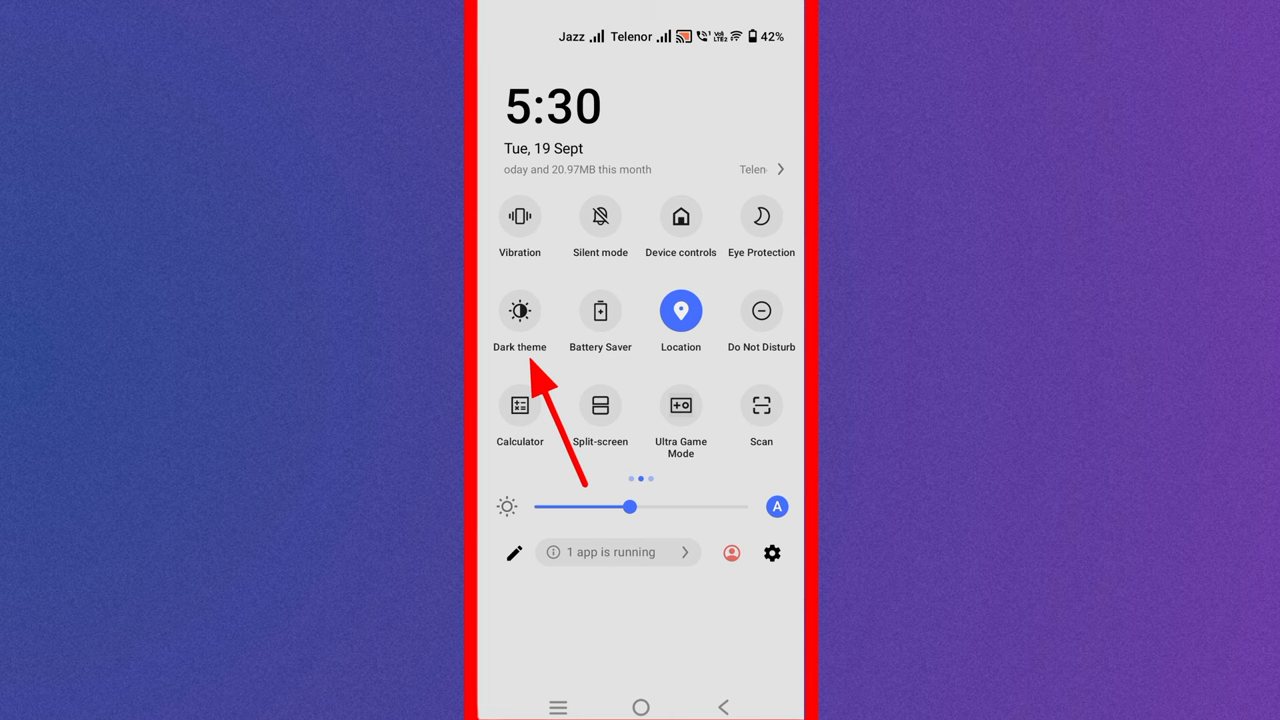 Jazz Telenor Vo) LTE2 42%
5:30
Tue, 19 Sept
oday and 20.97MB this month Telen
Vibration Silent mode Device controls Eye Protection
Dark theme Battery Saver Location Do Not Disturb
Calculator Split-screen Ultra Game Mode Scan
A
1 app is running